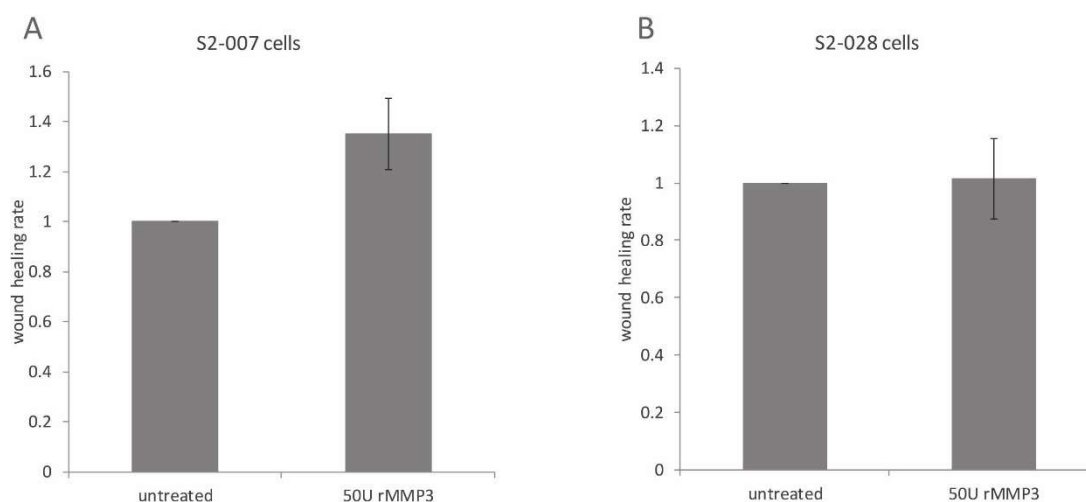 A
S2-007 cells
wound healing rate
1.6
1.4
1.2
1
0.8
0.6
0.4
0.2
0
untreated
50U rMMP3
B
S2-028 cells
wound healing rate
1.4
1.2
1
0.8
0.6
0.4
0.2
0
untreated
50U rMMP3